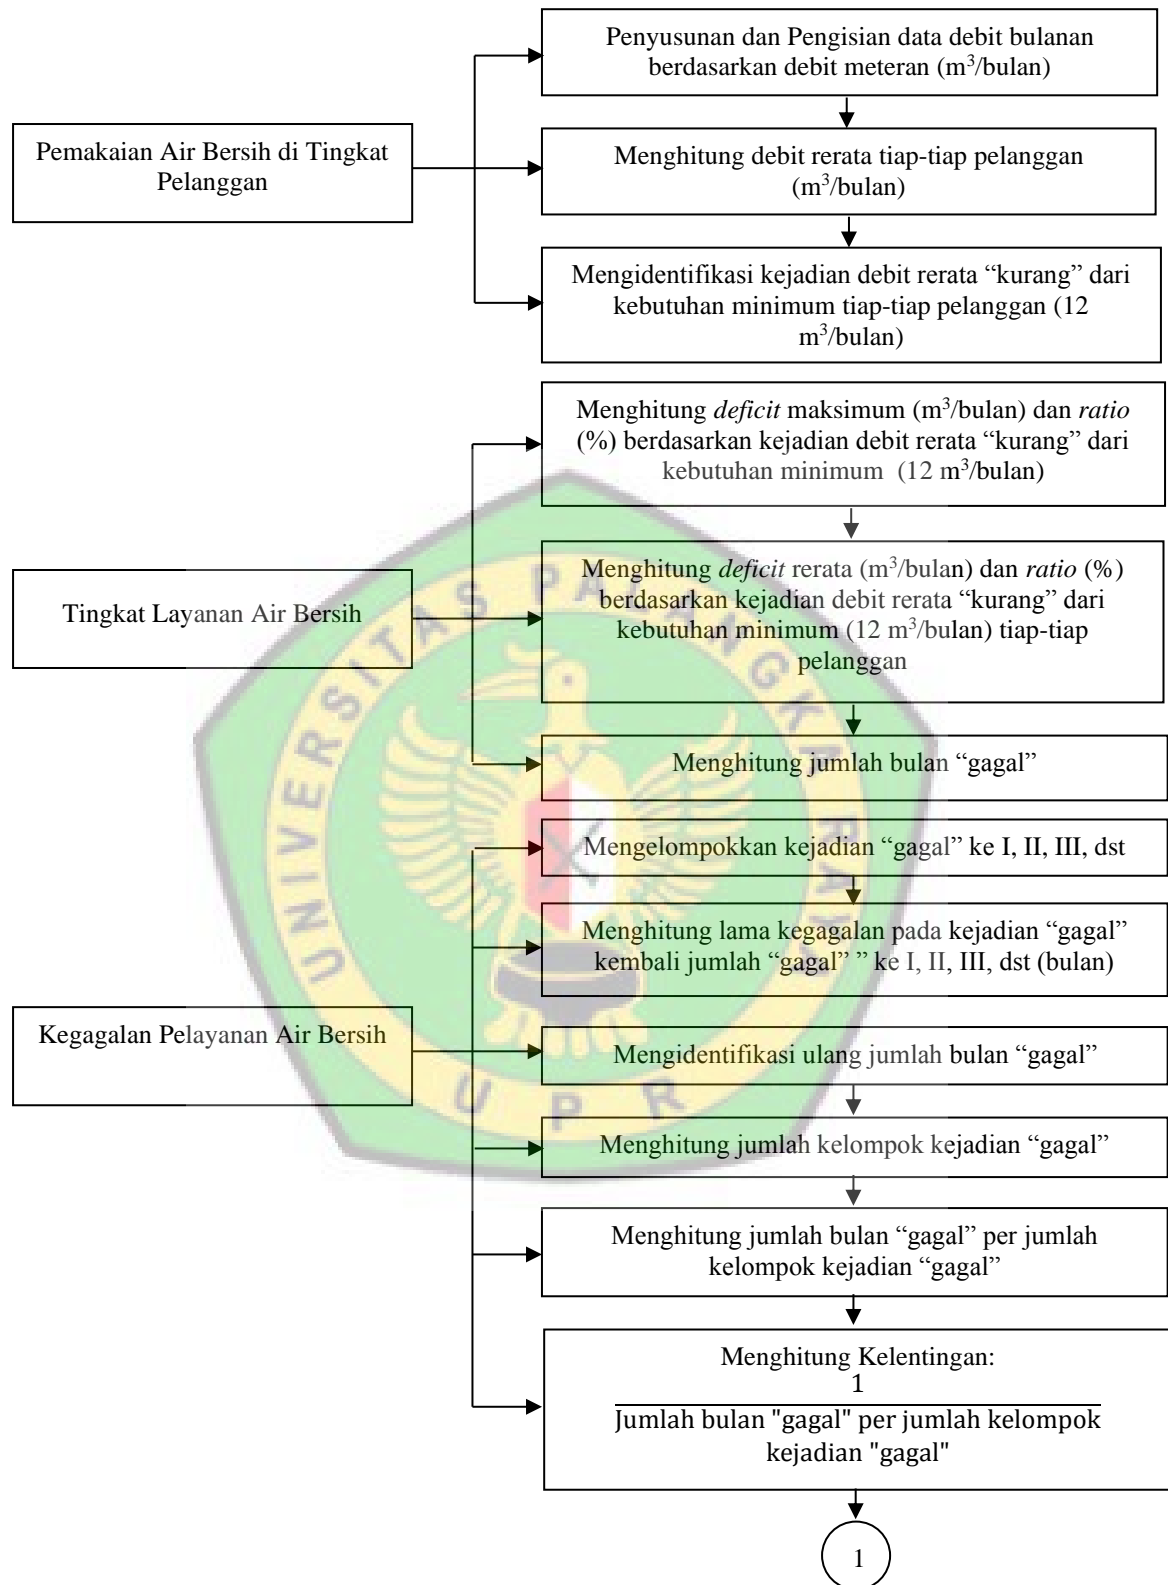 Penyusunan dan Pengisian data debit bulanan
berdasarkan debit meteran (m³/bulan)
Pemakaian Air Bersih di Tingkat
Pelanggan
Menghitung debit rerata tiap-tiap pelanggan
(m³/bulan)
Mengidentifikasi kejadian debit rerata “kurang” dari
kebutuhan minimum tiap-tiap pelanggan (12
m³/bulan)
Menghitung deficit maksimum (m³/bulan) dan ratio
(%) berdasarkan kejadian debit rerata “kurang” dari
kebutuhan minimum (12 m³/bulan)
Tingkat Layanan Air Bersih
Menghitung deficit rerata (m³/bulan) dan ratio (%)
berdasarkan kejadian debit rerata “kurang” dari
kebutuhan minimum (12 m³/bulan) tiap-tiap
pelanggan
Menghitung jumlah bulan “gagal”
Mengelompokkan kejadian “gagal” ke I, II, III, dst
Menghitung lama kegagalan pada kejadian “gagal”
kembali jumlah “gagal” ” ke I, II, III, dst (bulan)
Kegagalan Pelayanan Air Bersih
Mengidentifikasi ulang jumlah bulan “gagal”
Menghitung jumlah kelompok kejadian “gagal”
Menghitung jumlah bulan “gagal” per jumlah
kelompok kejadian “gagal”
Menghitung Kelentingan:
1
Jumlah bulan "gagal" per jumlah kelompok
kejadian "gagal"
1
UNIVERSITAS PALANGKA RAYA
UPR